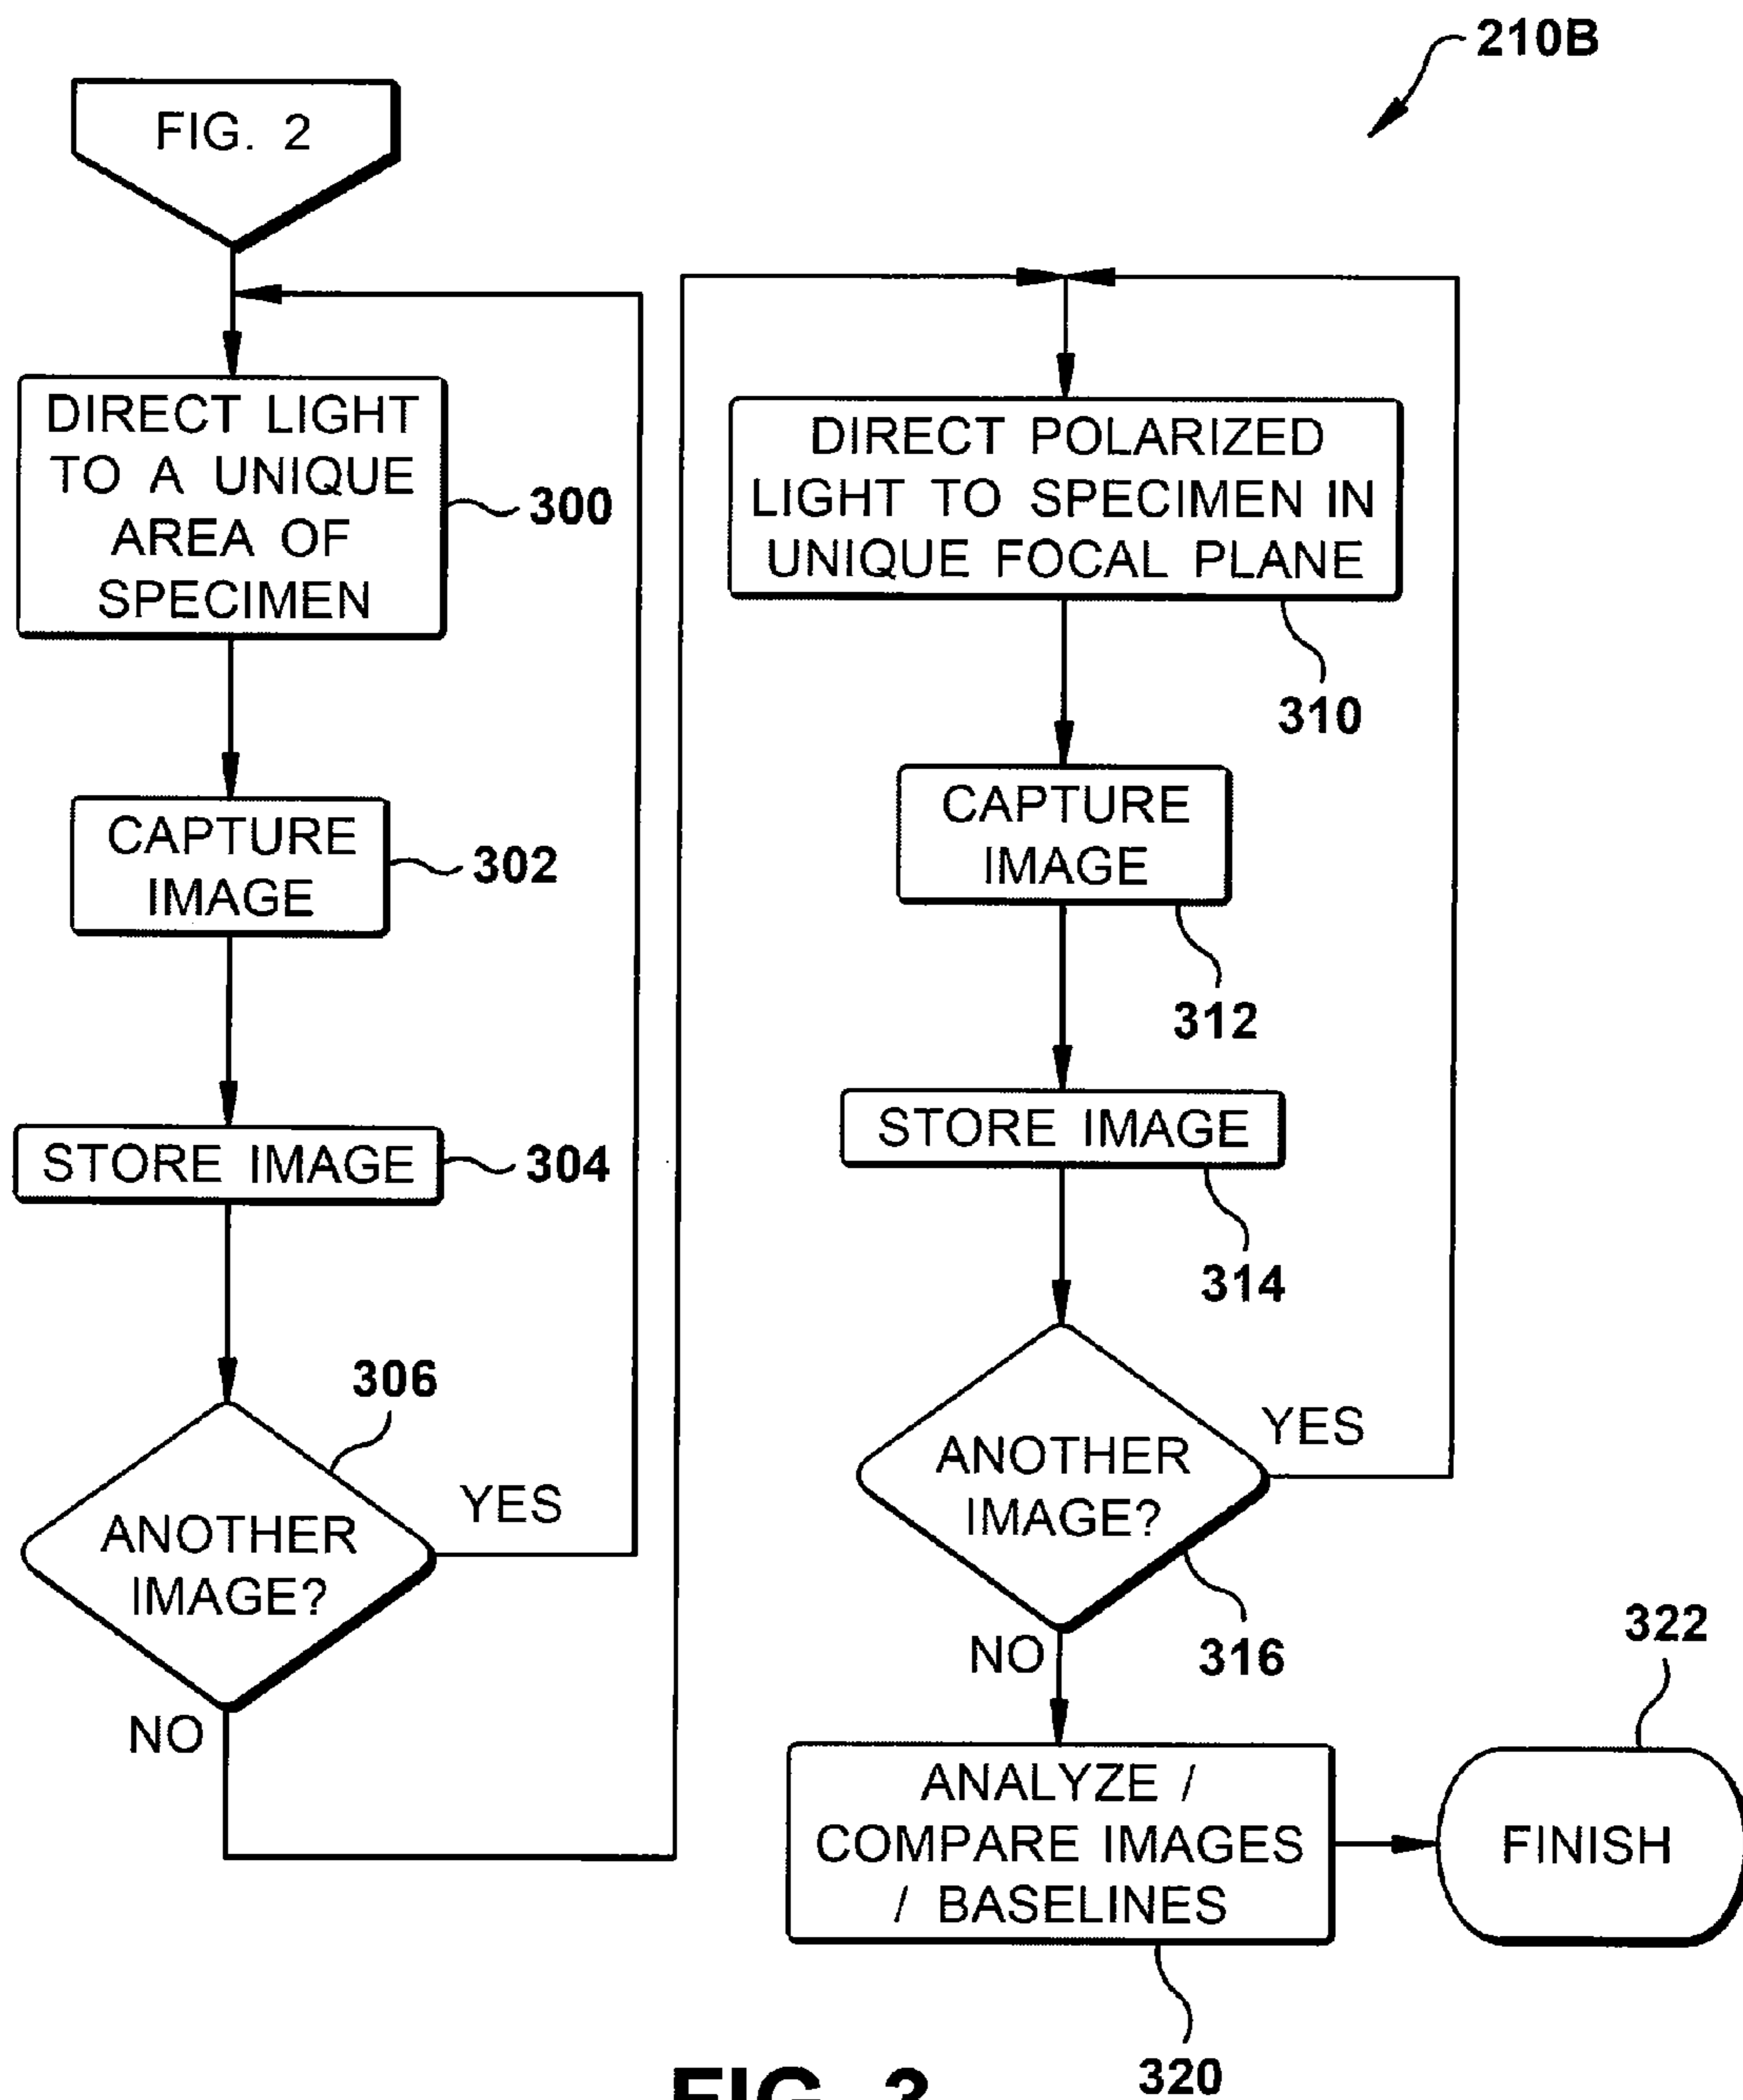 210B
FIG. 2
DIRECT LIGHT
TO A UNIQUE
AREA OF
SPECIMEN
300
CAPTURE
IMAGE
302
STORE IMAGE
304
306
ANOTHER
IMAGE?
YES
NO
DIRECT POLARIZED
LIGHT TO SPECIMEN IN
UNIQUE FOCAL PLANE
310
CAPTURE
IMAGE
312
STORE IMAGE
314
ANOTHER
IMAGE?
YES
316
NO
ANALYZE /
COMPARE IMAGES
/ BASELINES
320
322
FINISH
FIG.